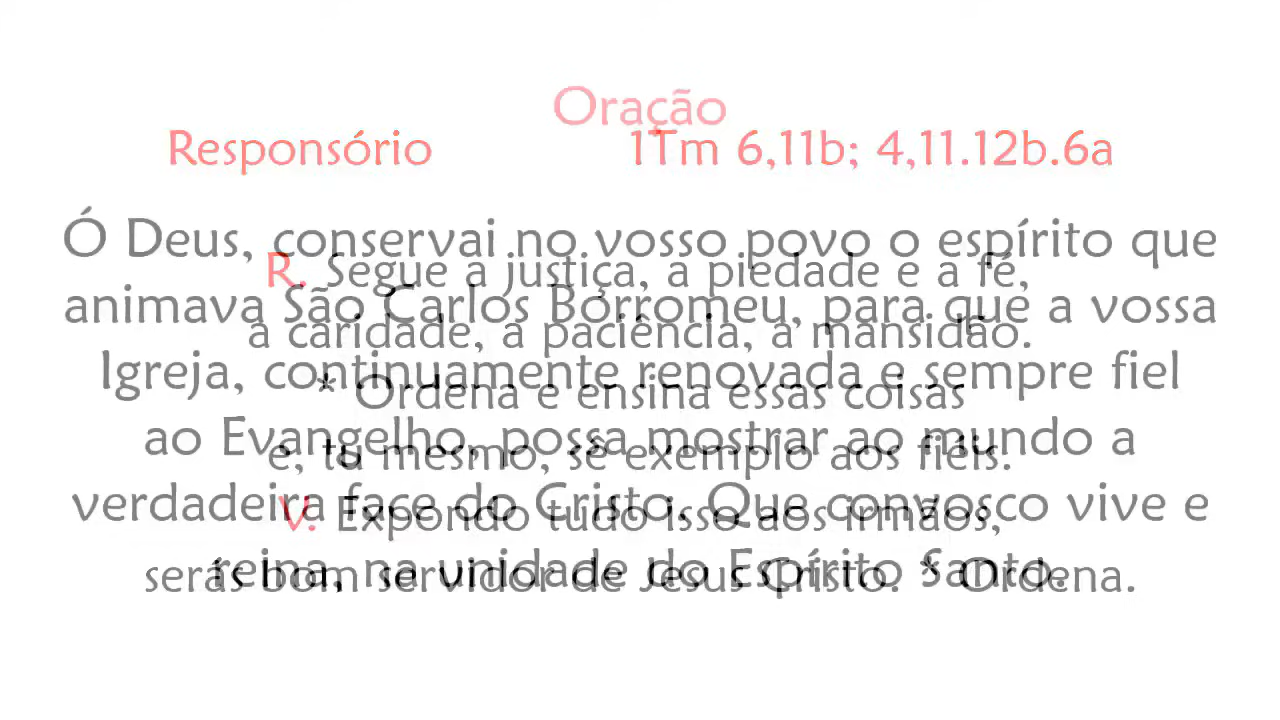 Oração
Responsório 1Tm 6,11b; 4,11.12b.6a
Ó Deus, conservai no vosso povo o espírito que
R. Segue a justiça, a piedade e a fé,
animava São Carlos Borromeu, para que a vossa
a caridade, a paciência, a mansidão.
Igreja, continuamente renovada e sempre fiel
* Ordena e ensina essas coisas
ao Evangelho, possa mostrar ao mundo a
e, tu mesmo, sê exemplo aos fiéis.
verdadeira face do Cristo. Que convosco vive e
V. Expondo tudo isso aos irmãos,
reina, na unidade do Espírito Santo.
serás bom servidor de Jesus Cristo. * Ordena.